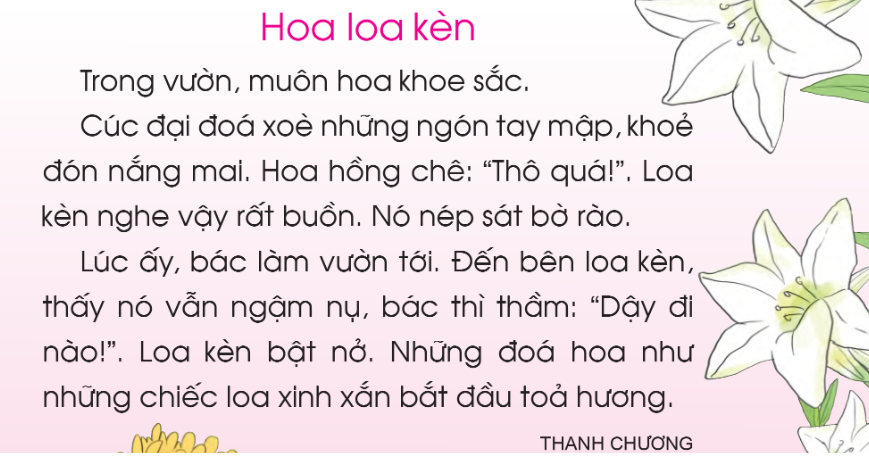 Hoa loa kèn
Trong vườn, muôn hoa khoe sắc.
Cúc đại đoá xoè những ngón tay mập, khoẻ
đón nắng mai. Hoa hồng chê: “Thô quá!”. Loa
kèn nghe vậy rất buồn. Nó nép sát bờ rào.
Lúc ấy, bác làm vườn tới. Đến bên loa kèn,
thấy nó vẫn ngậm nụ, bác thì thầm: “Dậy đi
nào!”. Loa kèn bật nở. Những đoá hoa như
những chiếc loa xinh xắn bắt đầu toả hương.
THANH CHƯƠNG